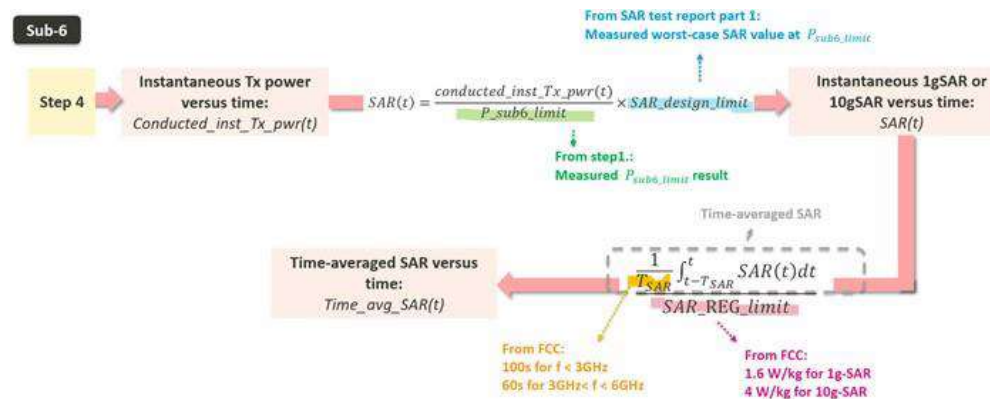 Sub-6
From SAR test report part 1:
Measured worst-case SAR value at P_sub6_limit
Step 4
Instantaneous Tx power
versus time:
Conducted_inst_Tx_pwr(t)
SAR(t) = conducted_inst_Tx_pwr(t) / P_sub6_limit × SAR_design_limit
Instantaneous 1gSAR or
10gSAR versus time:
SAR(t)
From step1.:
Measured P_sub6_limit result
Time-averaged SAR
Time-averaged SAR versus
time:
Time_avg_SAR(t)
1/T_SAR ∫_{t−T_SAR}^{t} SAR(t)dt
SAR_REG_limit
From FCC:
100s for f < 3GHz
60s for 3GHz< f < 6GHz
From FCC:
1.6 W/kg for 1g-SAR
4 W/kg for 10g-SAR